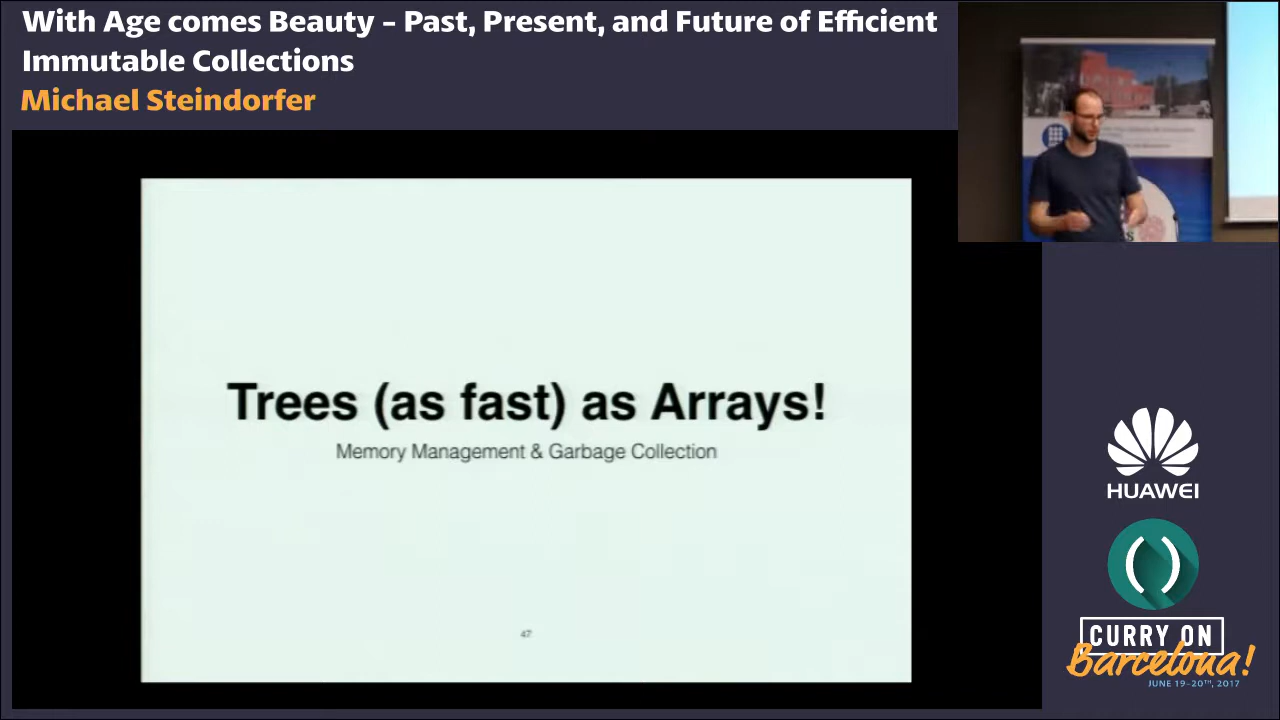 With Age comes Beauty – Past, Present, and Future of Efficient
Immutable Collections
Michael Steindorfer
Trees (as fast) as Arrays!
Memory Management & Garbage Collection
47
HUAWEI
CURRY ON
Barcelona!
JUNE 19-20TH, 2017